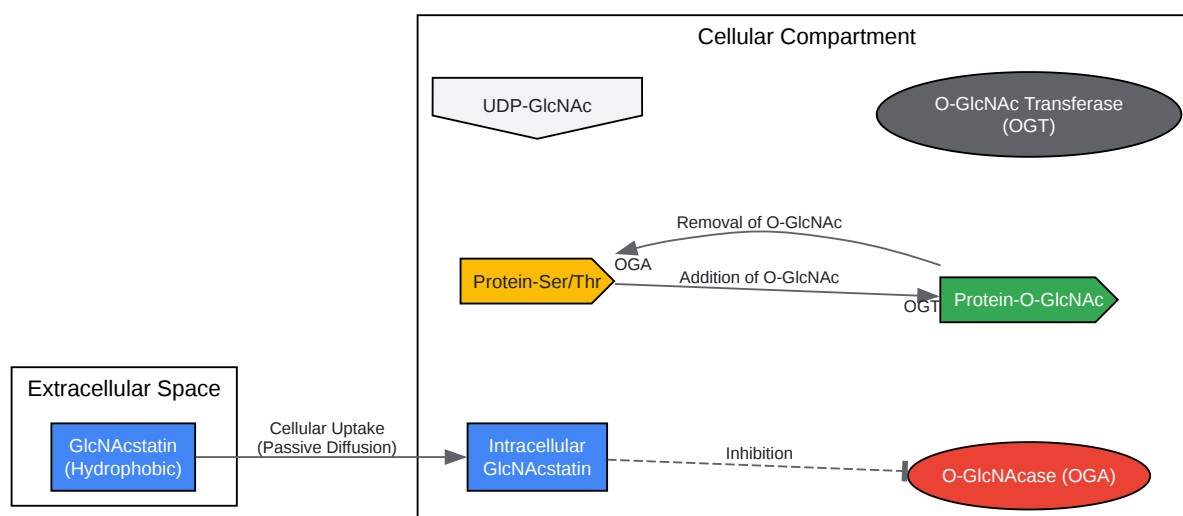 Cellular Compartment
UDP-GlcNAc
O-GlcNAc Transferase
(OGT)
Removal of O-GlcNAc
OGA
Protein-Ser/Thr
Addition of O-GlcNAc
OGT
Protein-O-GlcNAc
Extracellular Space
GlcNAcstatin
(Hydrophobic)
Cellular Uptake
(Passive Diffusion)
Intracellular
GlcNAcstatin
Inhibition
O-GlcNAcase (OGA)